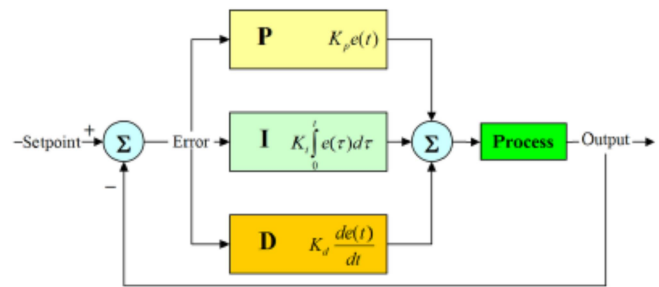 P K_p e(t)
–Setpoint + Σ Error I K_i ∫_0^t e(τ)dτ Σ Process Output
–
D K_d de(t)/dt